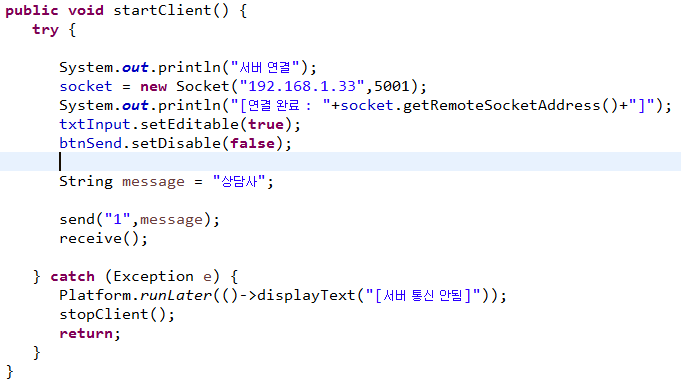 public void startClient() {
try {
System.out.println("서버 연결");
socket = new Socket("192.168.1.33",5001);
System.out.println("[연결 완료 :  "+socket.getRemoteSocketAddress()+"]");
txtInput.setEditable(true);
btnSend.setDisable(false);
String message = "상담사";
send("1",message);
receive();
} catch (Exception e) {
Platform.runLater(()->displayText("[서버 통신 안됨]"));
stopClient();
return;
}
}